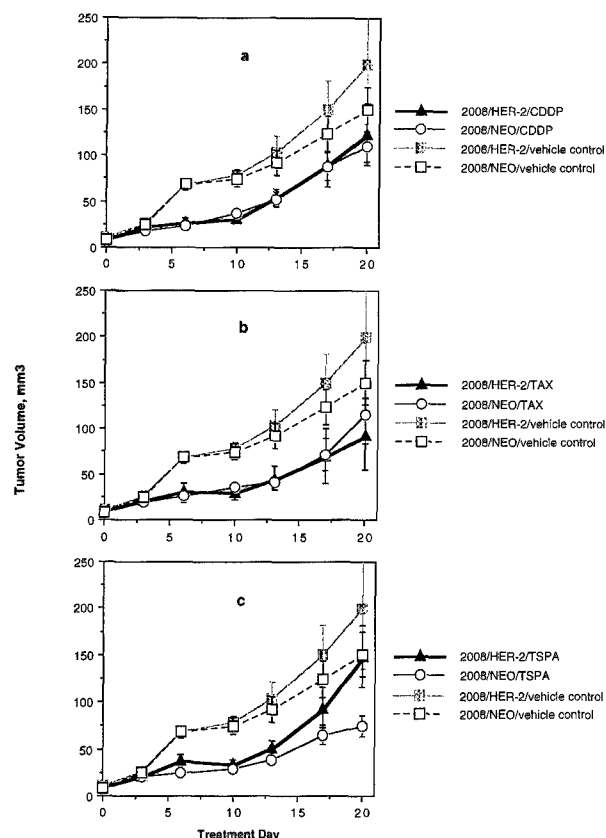 250
a
200
150
100
50
0
0
5
10
15
20
2008/HER-2/CDDP
2008/NEO/CDDP
2008/HER-2/vehicle control
2008/NEO/vehicle control
Tumor Volume, mm3
250
b
200
150
100
50
0
0
5
10
15
20
2008/HER-2/TAX
2008/NEO/TAX
2008/HER-2/vehicle control
2008/NEO/vehicle control
250
c
200
150
100
50
0
0
5
10
15
20
2008/HER-2/TSPA
2008/NEO/TSPA
2008/HER-2/vehicle control
2008/NEO/vehicle control
Treatment Day